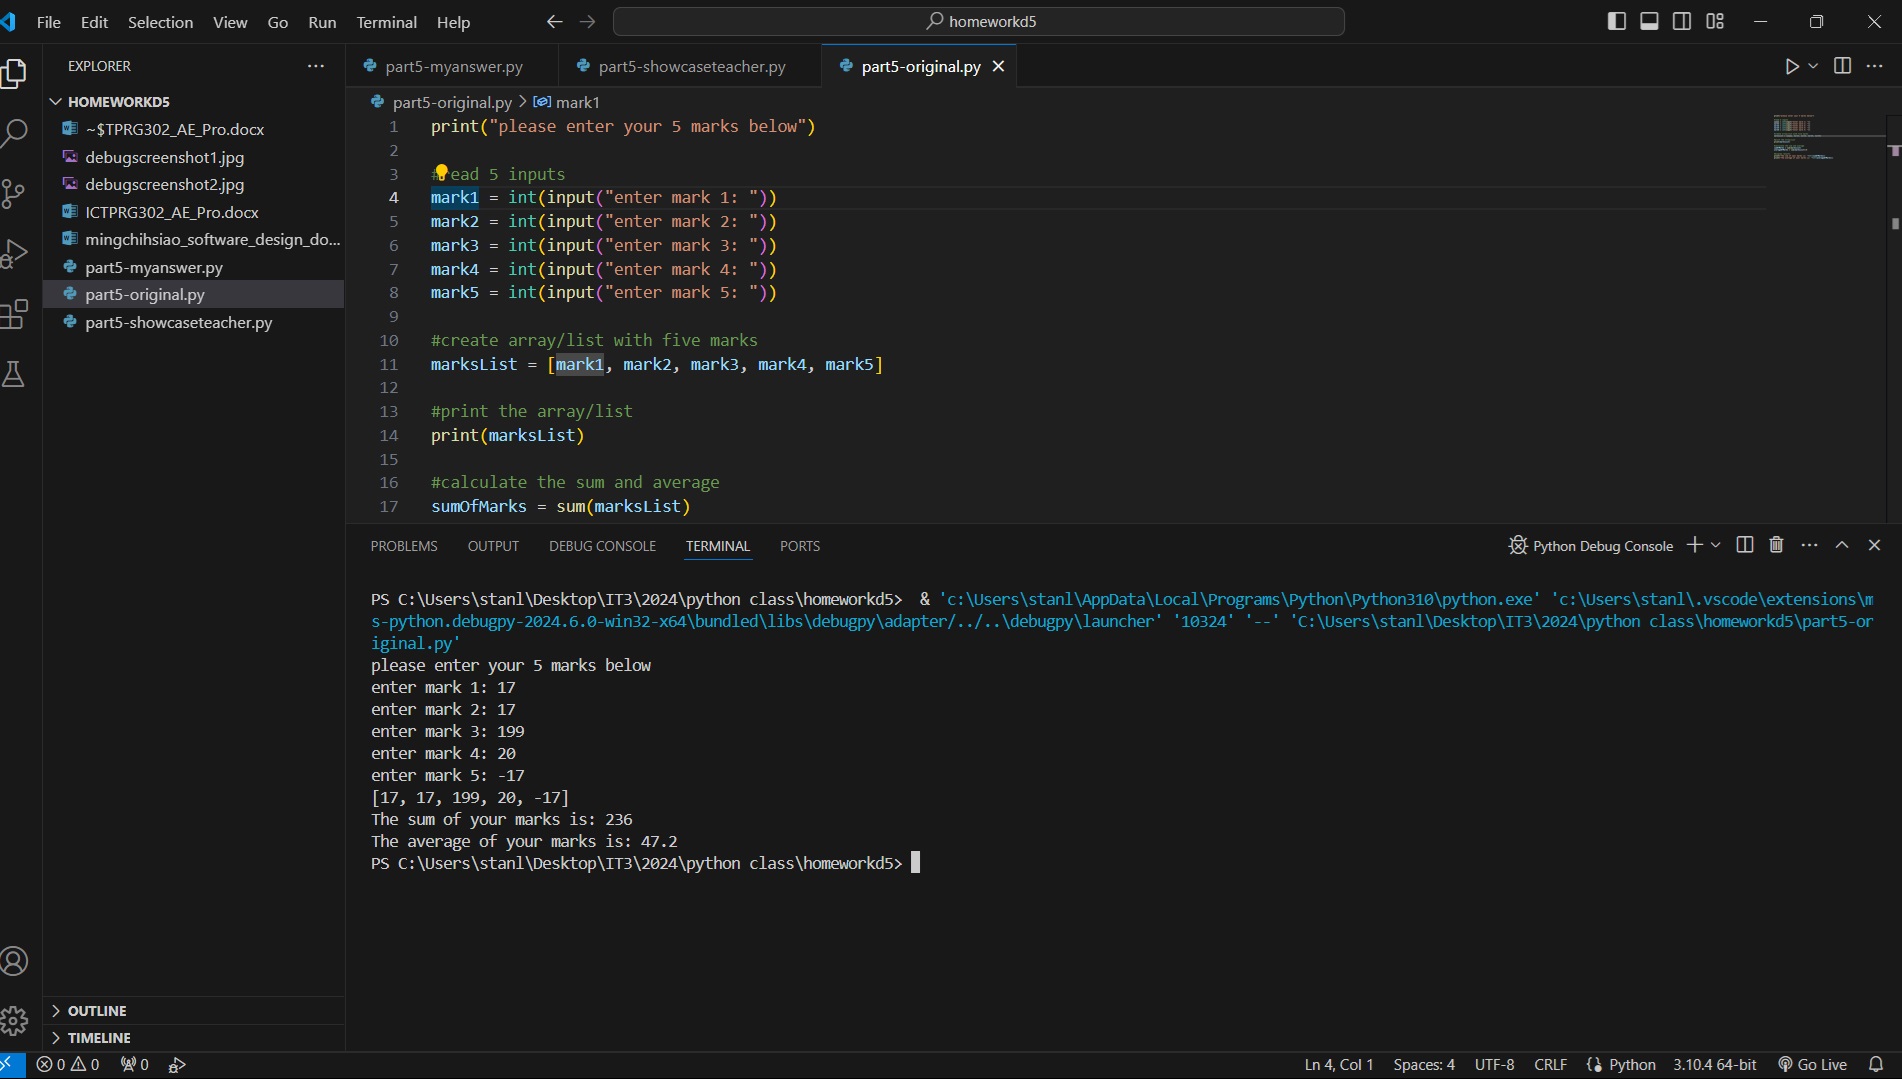 File Edit Selection View Go Run Terminal Help
homeworkd5
EXPLORER
HOMEWORKD5
~$TPRG302_AE_Pro.docx
debugscreenshot1.jpg
debugscreenshot2.jpg
ICTPRG302_AE_Pro.docx
mingchihsiao_software_design_do...
part5-myanswer.py
part5-original.py
part5-showcaseteacher.py
OUTLINE
TIMELINE
part5-myanswer.py part5-showcaseteacher.py part5-original.py
part5-original.py > mark1
1 print("please enter your 5 marks below")
2
3 #read 5 inputs
4 mark1 = int(input("enter mark 1: "))
5 mark2 = int(input("enter mark 2: "))
6 mark3 = int(input("enter mark 3: "))
7 mark4 = int(input("enter mark 4: "))
8 mark5 = int(input("enter mark 5: "))
9
10 #create array/list with five marks
11 marksList = [mark1, mark2, mark3, mark4, mark5]
12
13 #print the array/list
14 print(marksList)
15
16 #calculate the sum and average
17 sumOfMarks = sum(marksList)
PROBLEMS OUTPUT DEBUG CONSOLE TERMINAL PORTS
Python Debug Console
PS C:\Users\stanl\Desktop\IT3\2024\python class\homeworkd5>  & 'c:\Users\stanl\AppData\Local\Programs\Python\Python310\python.exe' 'c:\Users\stanl\.vscode\extensions\m
s-python.debugpy-2024.6.0-win32-x64\bundled\libs\debugpy\adapter/../..\debugpy\launcher' '10324' '--' 'C:\Users\stanl\Desktop\IT3\2024\python class\homeworkd5\part5-or
iginal.py'
please enter your 5 marks below
enter mark 1: 17
enter mark 2: 17
enter mark 3: 199
enter mark 4: 20
enter mark 5: -17
[17, 17, 199, 20, -17]
The sum of your marks is: 236
The average of your marks is: 47.2
PS C:\Users\stanl\Desktop\IT3\2024\python class\homeworkd5>
0 0 0
Ln 4, Col 1 Spaces: 4 UTF-8 CRLF Python 3.10.4 64-bit Go Live